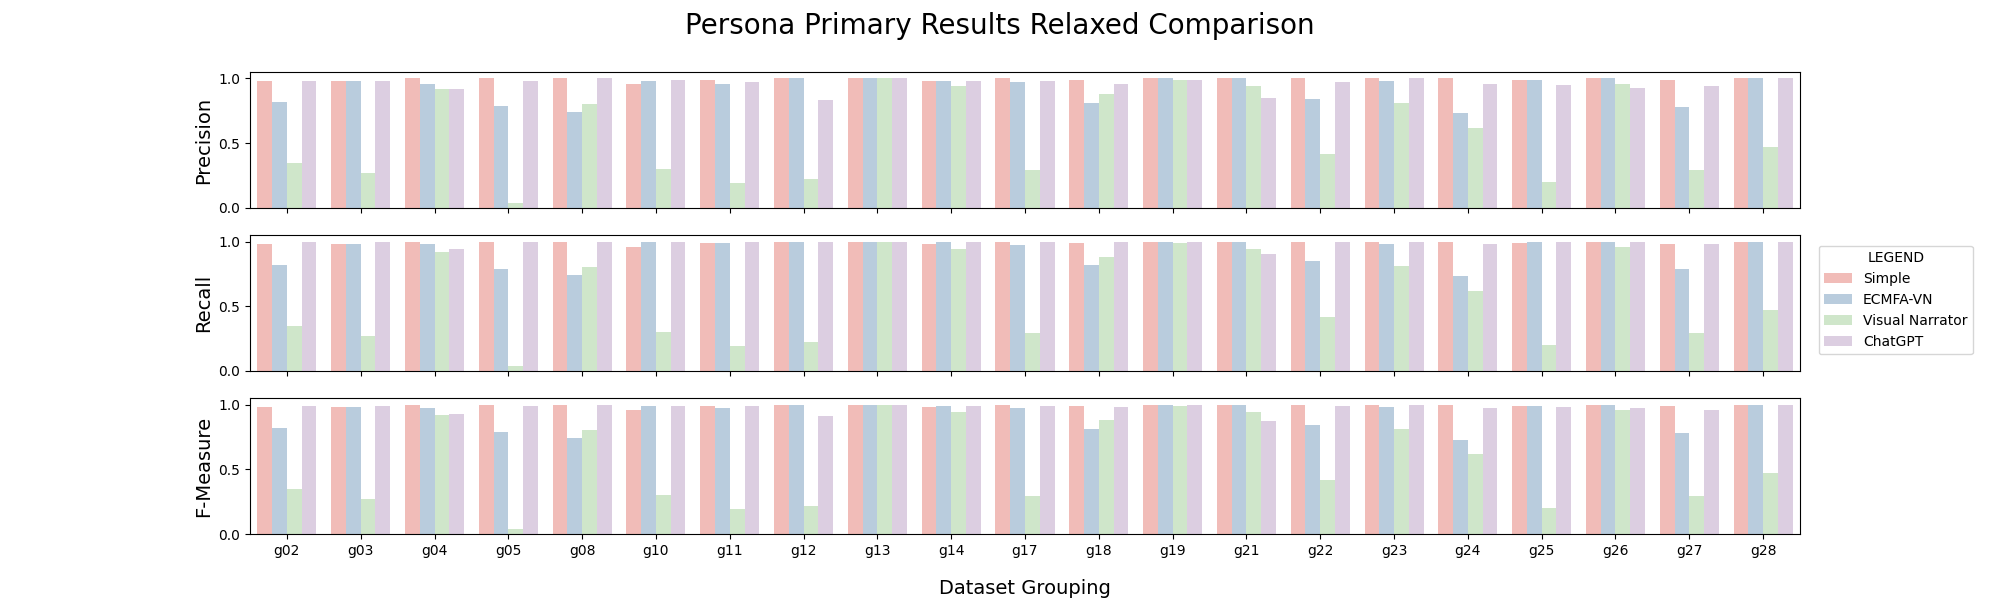 Persona Primary Results Relaxed Comparison
Precision
1.0
0.5
0.0
Recall
1.0
0.5
0.0
LEGEND
Simple
ECMFA-VN
Visual Narrator
ChatGPT
F-Measure
1.0
0.5
0.0
g02 g03 g04 g05 g08 g10 g11 g12 g13 g14 g17 g18 g19 g21 g22 g23 g24 g25 g26 g27 g28
Dataset Grouping